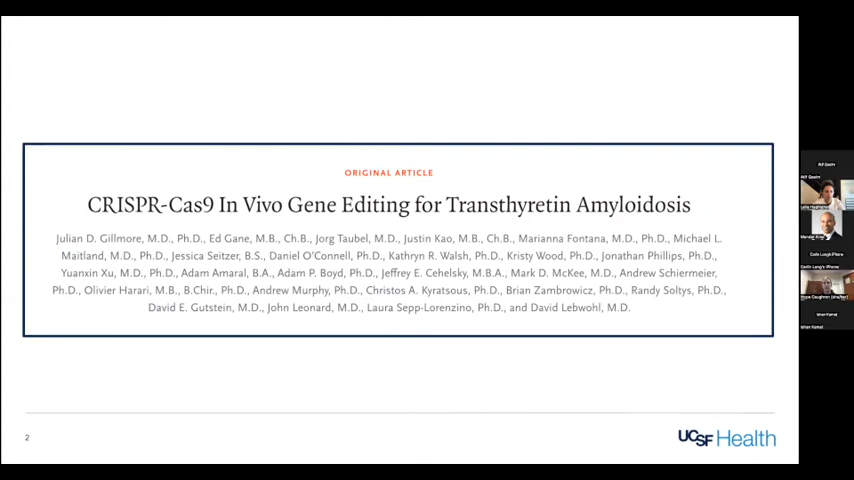 ORIGINAL ARTICLE
CRISPR-Cas9 In Vivo Gene Editing for Transthyretin Amyloidosis
Julian D. Gillmore, M.D., Ph.D., Ed Gane, M.B., Ch.B., Jorg Taubel, M.D., Justin Kao, M.B., Ch.B., Marianna Fontana, M.D., Ph.D., Michael L.
Maitland, M.D., Ph.D., Jessica Seitzer, B.S., Daniel O'Connell, Ph.D., Kathryn R. Walsh, Ph.D., Kristy Wood, Ph.D., Jonathan Phillips, Ph.D.,
Yuanxin Xu, M.D., Ph.D., Adam Amaral, B.A., Adam P. Boyd, Ph.D., Jeffrey E. Cehelsky, M.B.A., Mark D. McKee, M.D., Andrew Schiermeier,
Ph.D., Olivier Harari, M.B., B.Chir., Ph.D., Andrew Murphy, Ph.D., Christos A. Kyratsous, Ph.D., Brian Zambrowicz, Ph.D., Randy Soltys, Ph.D.,
David E. Gutstein, M.D., John Leonard, M.D., Laura Sepp-Lorenzino, Ph.D., and David Lebwohl, M.D.
2
UCSF Health
Atif Qasim
Atif Qasim